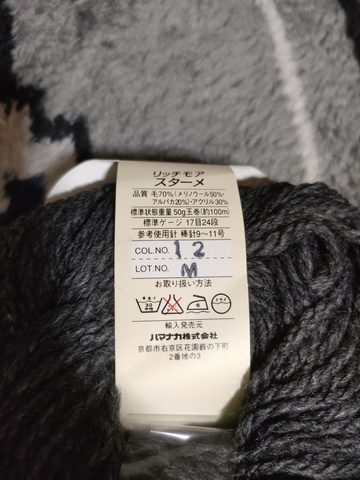 リッチモア
スターメ
品質 毛70%(メリノウール50%・
アルパカ20%)・アクリル30%
標準状態重量50g玉巻(約100m)
標準ゲージ 17目24段
参考使用針 棒針9〜11号
COL.NO. 12
LOT.NO. M
お取り扱い方法
輸入発売元
ハマナカ株式会社
京都市右京区花園薮の下町
2番地の3